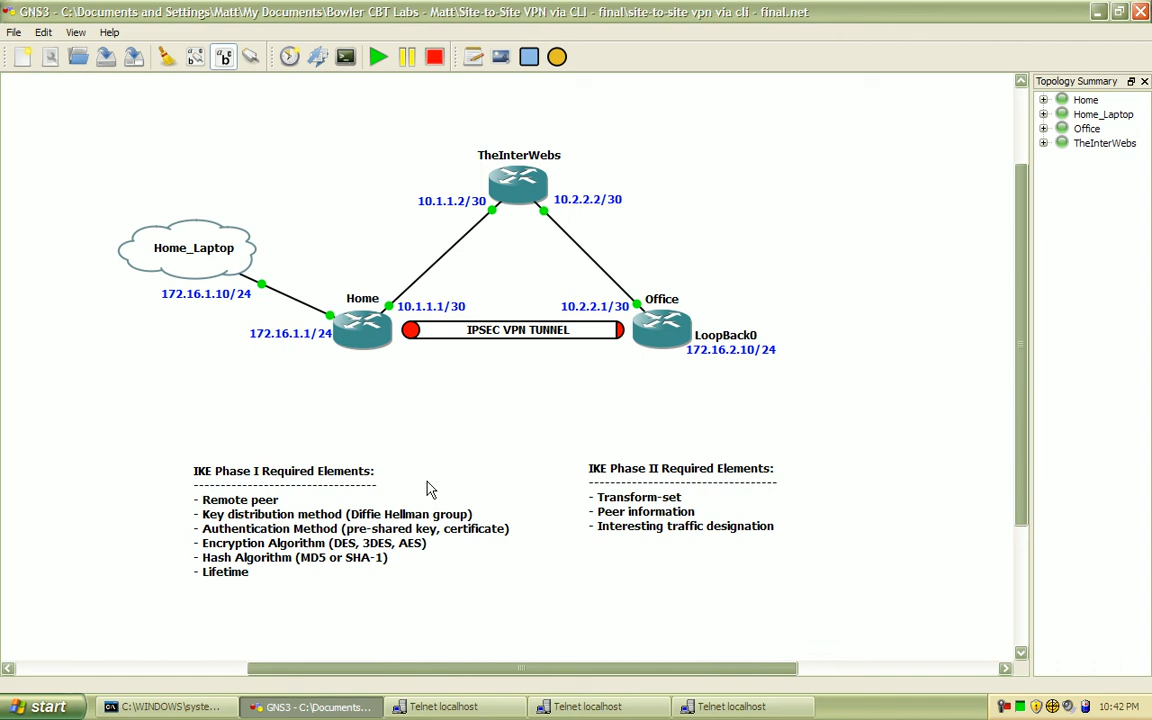 GNS3 - C:\Documents and Settings\Matt\My Documents\Bowler CBT Labs - Matt\Site-to-Site VPN via CLI - final\site-to-site vpn via cli - final.net
File Edit View Help
Topology Summary
Home
Home_Laptop
Office
TheInterWebs
TheInterWebs
10.1.1.2/30
10.2.2.2/30
Home_Laptop
172.16.1.10/24
Home
10.1.1.1/30
10.2.2.1/30
Office
172.16.1.1/24
IPSEC VPN TUNNEL
LoopBack0
172.16.2.10/24
IKE Phase I Required Elements:
----------------------------------
- Remote peer
- Key distribution method (Diffie Hellman group)
- Authentication Method (pre-shared key, certificate)
- Encryption Algorithm (DES, 3DES, AES)
- Hash Algorithm (MD5 or SHA-1)
- Lifetime
IKE Phase II Required Elements:
-----------------------------------
- Transform-set
- Peer information
- Interesting traffic designation
start
C:\WINDOWS\syste...
GNS3 - C:\Documents...
Telnet localhost
Telnet localhost
Telnet localhost
10:42 PM